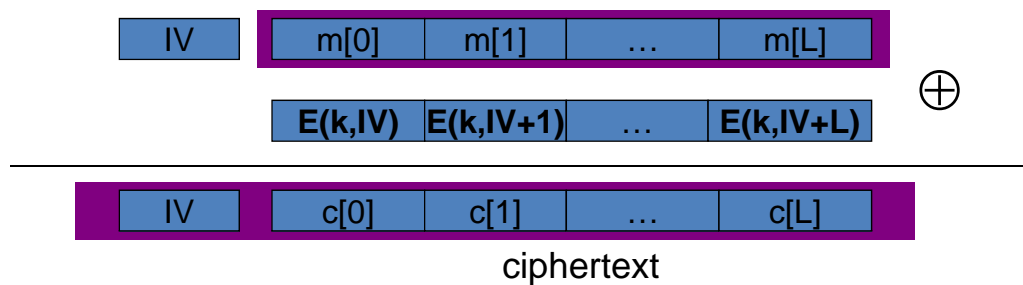 IV m[0] m[1] … m[L]
⊕
E(k,IV) E(k,IV+1) … E(k,IV+L)
IV c[0] c[1] … c[L]
ciphertext